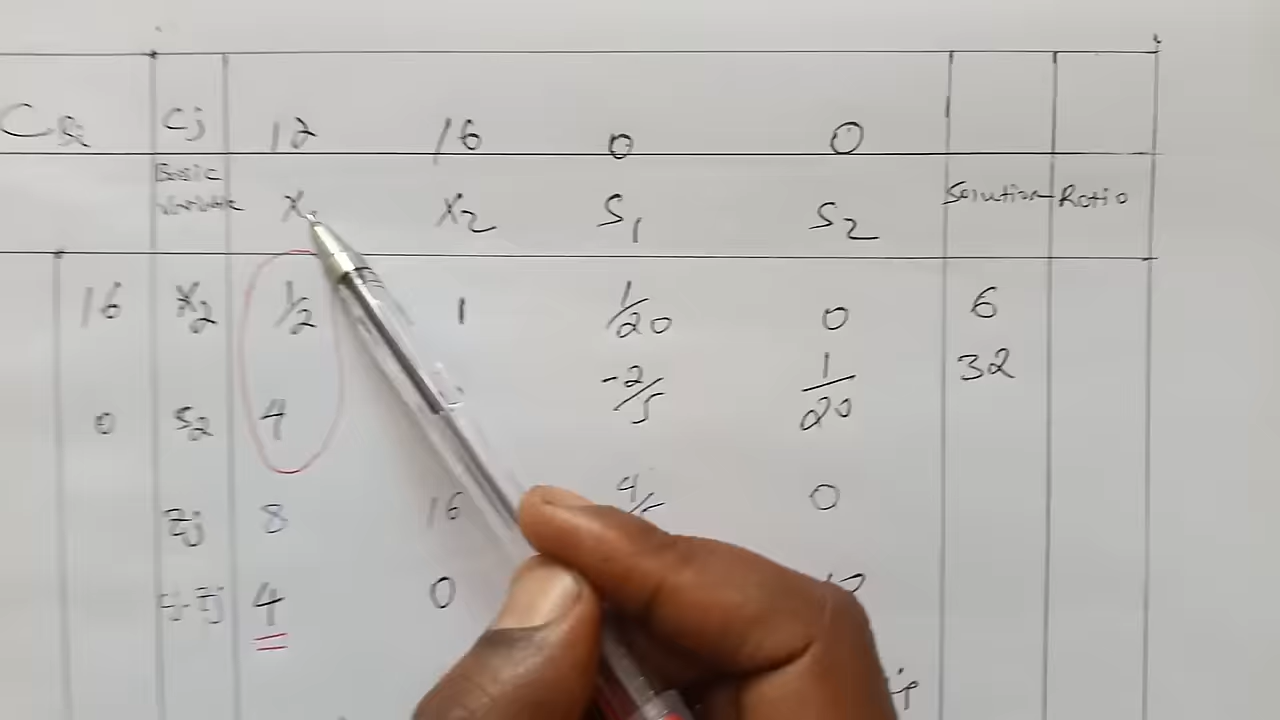 CBi Cj 12 16 0 0
Basic Variable X1 X2 S1 S2 Solution Ratio
16 X2 1/2 1 1/20 0 6
0 S2 4 -2/5 1/20 32
Zj 8 16 0
Cj-Zj 4 0